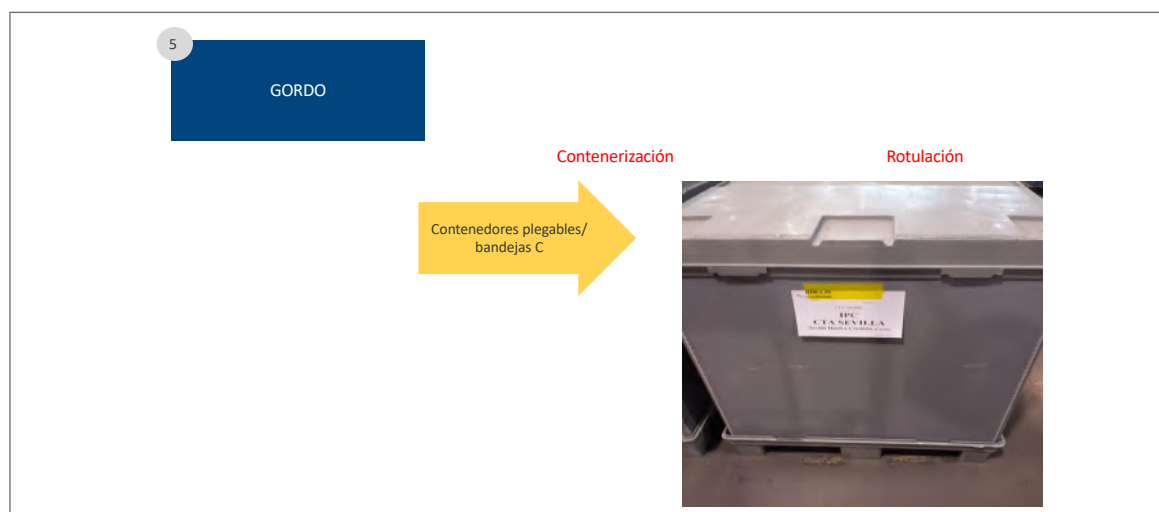 5
GORDO
Contenerización
Rotulación
Contenedores plegables/
bandejas C
IPC
CTA SEVILLA